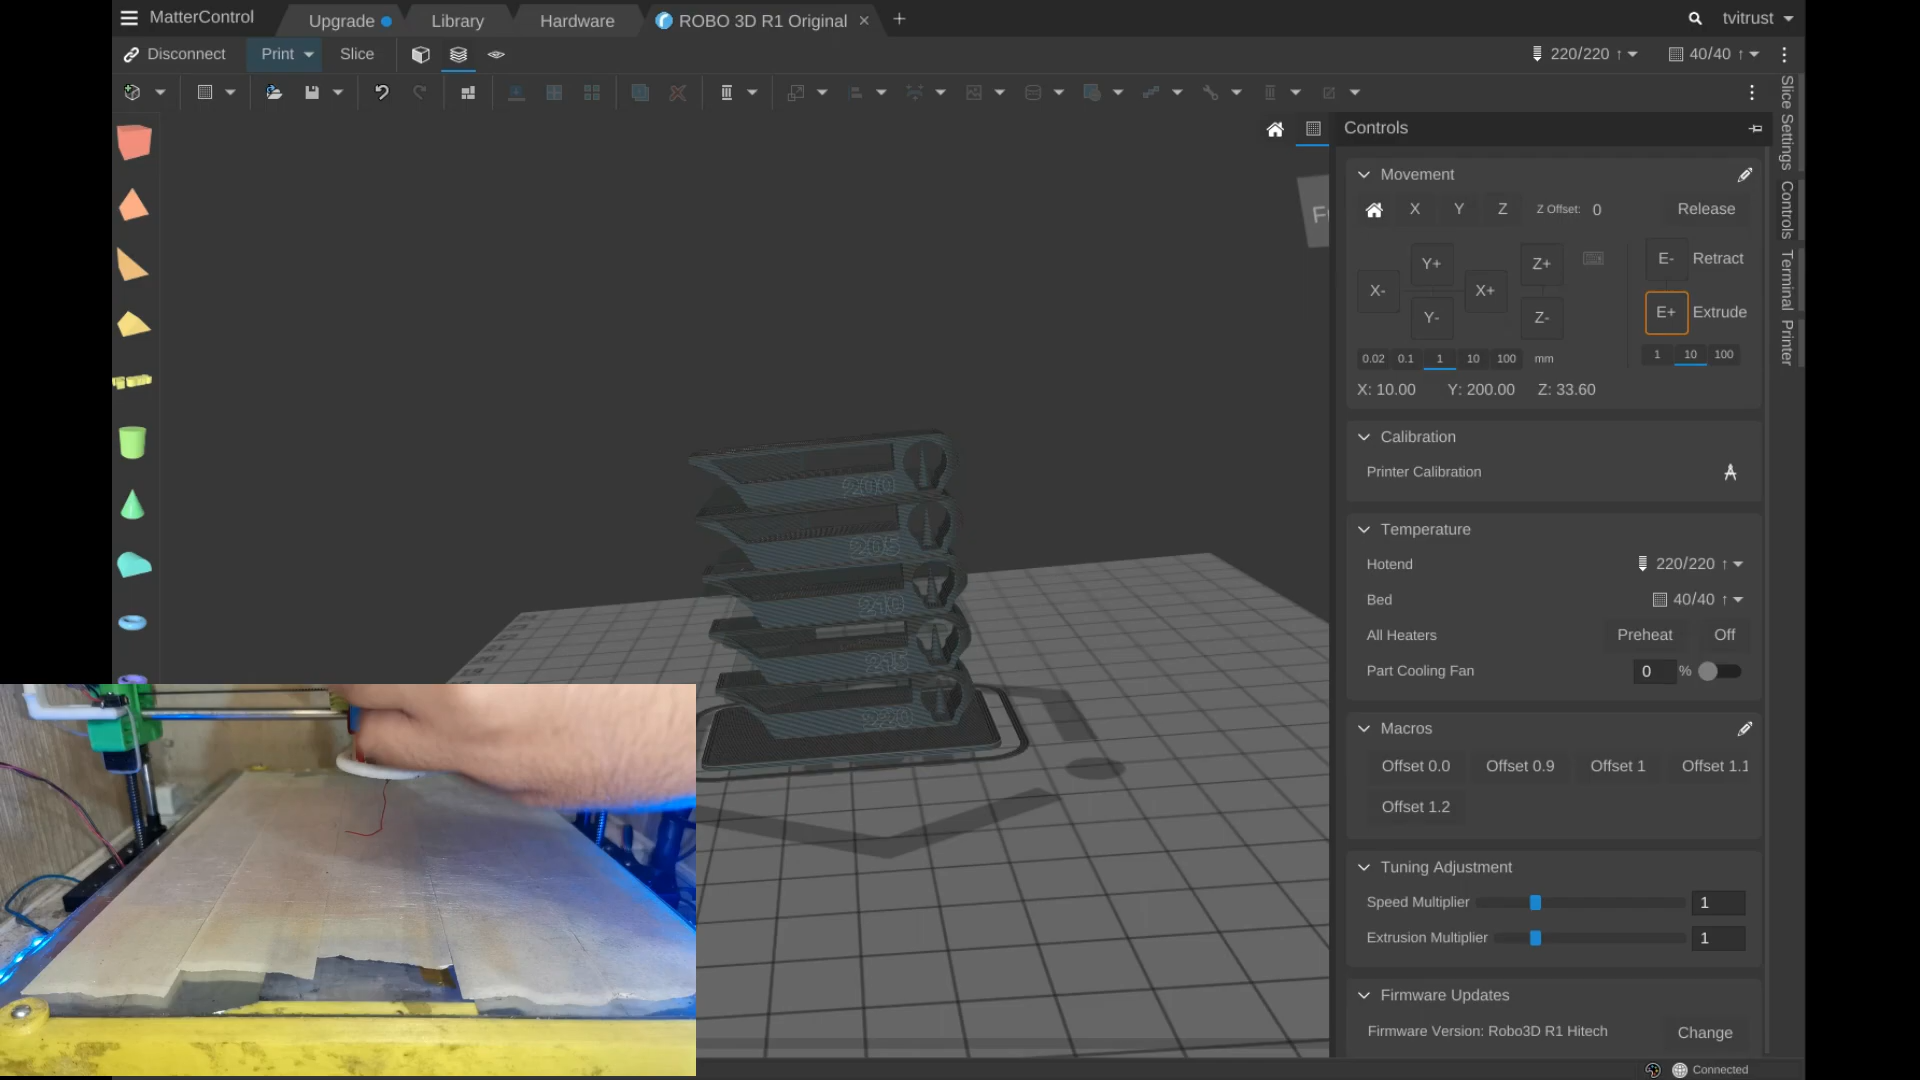 MatterControl
Upgrade
Library
Hardware
ROBO 3D R1 Original
tvitrust
Disconnect
Print
Slice
220/220
40/40
Controls
Movement
X
Y
Z
Z Offset: 0
Release
Y+
Z+
E-
Retract
X-
X+
E+
Extrude
Y-
Z-
0.02
0.1
1
10
100
mm
1
10
100
X: 10.00
Y: 200.00
Z: 33.60
Calibration
Printer Calibration
Temperature
Hotend
220/220
Bed
40/40
All Heaters
Preheat
Off
Part Cooling Fan
0
%
Macros
Offset 0.0
Offset 0.9
Offset 1
Offset 1.1
Offset 1.2
Tuning Adjustment
Speed Multiplier
1
Extrusion Multiplier
1
Firmware Updates
Firmware Version: Robo3D R1 Hitech
Change
Connected
Slice Settings
Controls
Terminal
Printer
200
205
210
215
220